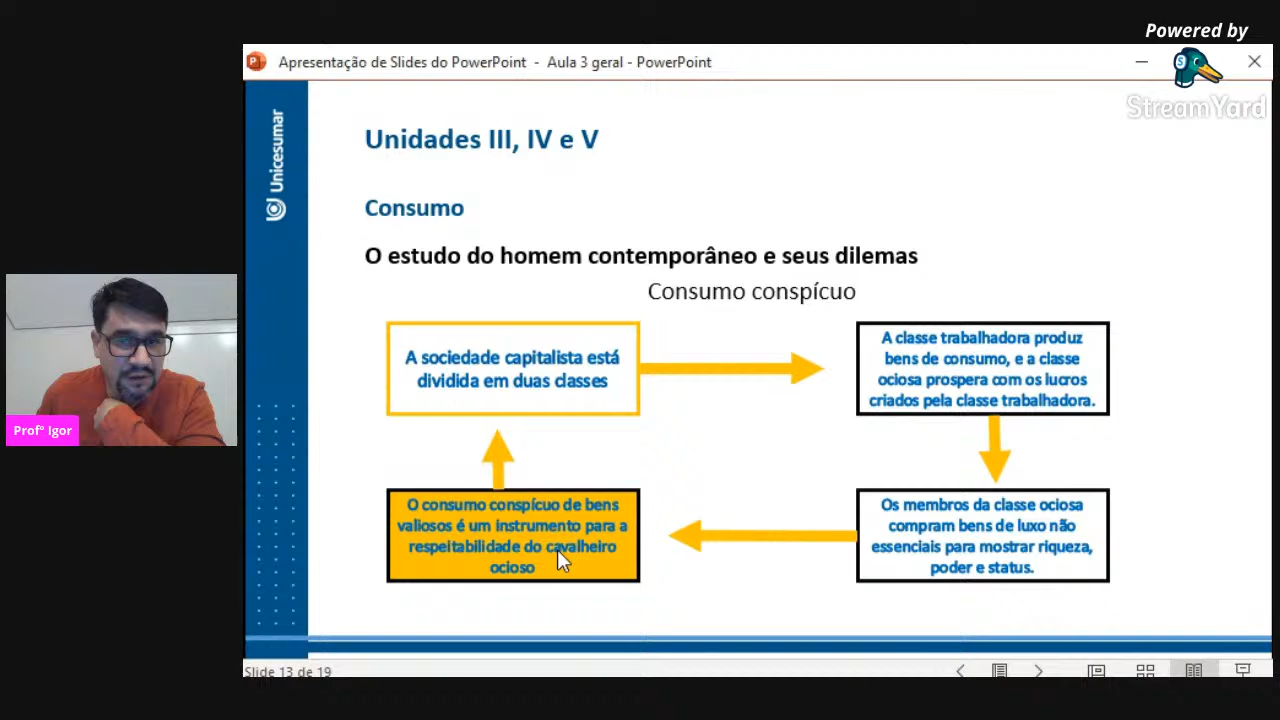 Powered by
StreamYard
Apresentação de Slides do PowerPoint - Aula 3 geral - PowerPoint
Unicesumar
Unidades III, IV e V
Consumo
O estudo do homem contemporâneo e seus dilemas
Consumo conspícuo
A sociedade capitalista está
dividida em duas classes
A classe trabalhadora produz
bens de consumo, e a classe
ociosa prospera com os lucros
criados pela classe trabalhadora.
Os membros da classe ociosa
compram bens de luxo não
essenciais para mostrar riqueza,
poder e status.
O consumo conspícuo de bens
valiosos é um instrumento para a
respeitabilidade do cavalheiro
ocioso
Profº Igor
Slide 13 de 19